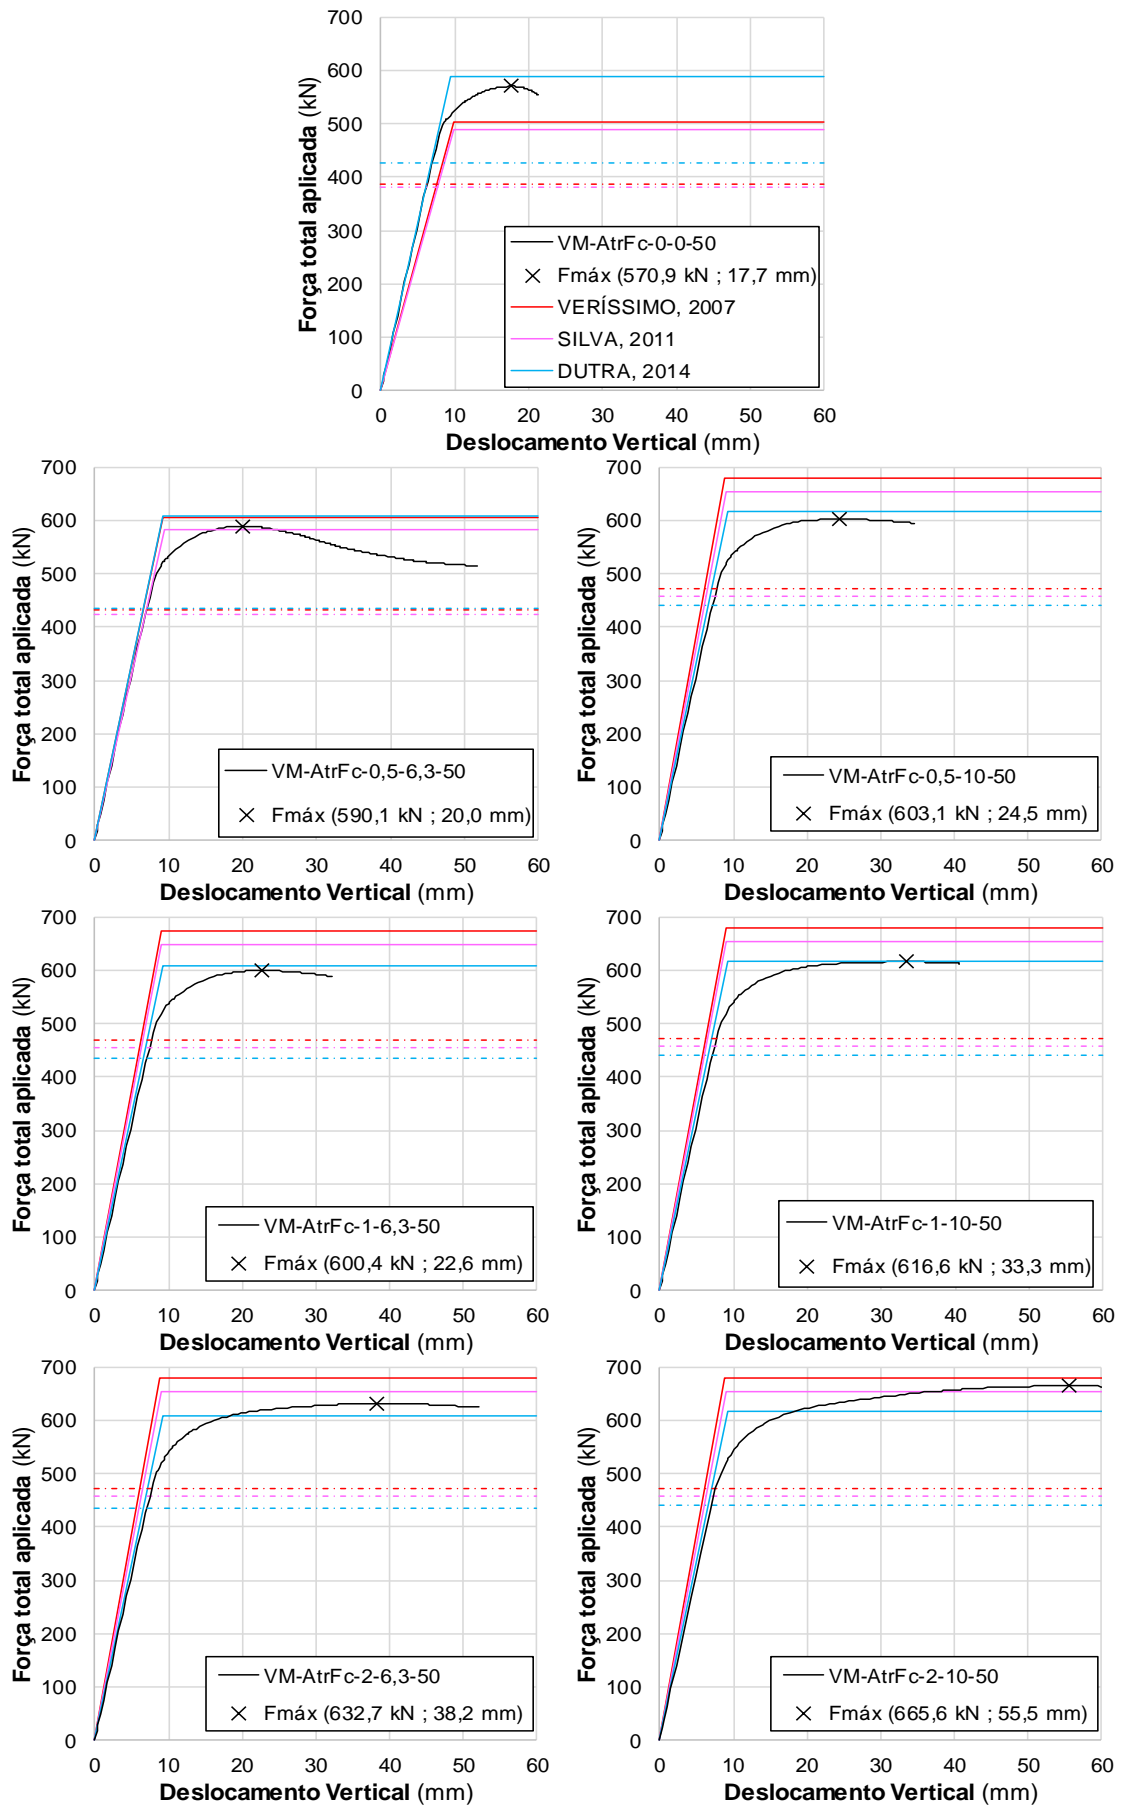 700
600
500
400
300
200
100
0
Força total aplicada (kN)
VM-AtrFc-0-0-50
Fmáx (570,9 kN ; 17,7 mm)
VERÍSSIMO, 2007
SILVA, 2011
DUTRA, 2014
0 10 20 30 40 50 60
Deslocamento Vertical (mm)
700
600
500
400
300
200
100
0
Força total aplicada (kN)
VM-AtrFc-0,5-6,3-50
Fmáx (590,1 kN ; 20,0 mm)
0 10 20 30 40 50 60
Deslocamento Vertical (mm)
700
600
500
400
300
200
100
0
Força total aplicada (kN)
VM-AtrFc-0,5-10-50
Fmáx (603,1 kN ; 24,5 mm)
0 10 20 30 40 50 60
Deslocamento Vertical (mm)
700
600
500
400
300
200
100
0
Força total aplicada (kN)
VM-AtrFc-1-6,3-50
Fmáx (600,4 kN ; 22,6 mm)
0 10 20 30 40 50 60
Deslocamento Vertical (mm)
700
600
500
400
300
200
100
0
Força total aplicada (kN)
VM-AtrFc-1-10-50
Fmáx (616,6 kN ; 33,3 mm)
0 10 20 30 40 50 60
Deslocamento Vertical (mm)
700
600
500
400
300
200
100
0
Força total aplicada (kN)
VM-AtrFc-2-6,3-50
Fmáx (632,7 kN ; 38,2 mm)
0 10 20 30 40 50 60
Deslocamento Vertical (mm)
700
600
500
400
300
200
100
0
Força total aplicada (kN)
VM-AtrFc-2-10-50
Fmáx (665,6 kN ; 55,5 mm)
0 10 20 30 40 50 60
Deslocamento Vertical (mm)